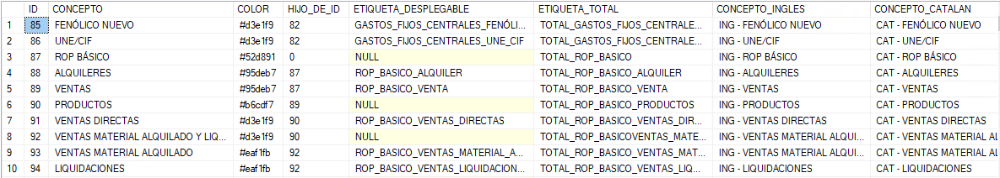 ID CONCEPTO COLOR HIJO_DE_ID ETIQUETA_DESPLEGABLE ETIQUETA_TOTAL CONCEPTO_INGLES CONCEPTO_CATALAN
1 85 FENÓLICO NUEVO #d3e1f9 82 GASTOS_FIJOS_CENTRALES_FENÓLI... TOTAL_GASTOS_FIJOS_CENTRALE... ING - FENÓLICO NUEVO CAT - FENÓLICO NUEVO
2 86 UNE/CIF #d3e1f9 82 GASTOS_FIJOS_CENTRALES_UNE_CIF TOTAL_GASTOS_FIJOS_CENTRALE... ING - UNE/CIF CAT - UNE/CIF
3 87 ROP BÁSICO #52d891 0 NULL TOTAL_ROP_BASICO ING - ROP BÁSICO CAT - ROP BÁSICO
4 88 ALQUILERES #95deb7 87 ROP_BASICO_ALQUILER TOTAL_ROP_BASICO_ALQUILER ING - ALQUILERES CAT - ALQUILERES
5 89 VENTAS #95deb7 87 ROP_BASICO_VENTA TOTAL_ROP_BASICO_VENTA ING - VENTAS CAT - VENTAS
6 90 PRODUCTOS #b6cdf7 89 NULL TOTAL_ROP_BASICO_PRODUCTOS ING - PRODUCTOS CAT - PRODUCTOS
7 91 VENTAS DIRECTAS #d3e1f9 90 ROP_BASICO_VENTAS_DIRECTAS TOTAL_ROP_BASICO_VENTAS_DIR... ING - VENTAS DIRECTAS CAT - VENTAS DIRECTAS
8 92 VENTAS MATERIAL ALQUILADO Y LIQ... #d3e1f9 90 NULL TOTAL_ROP_BASICOVENTAS_MATE... ING - VENTAS MATERIAL ALQUI... CAT - VENTAS MATERIAL AL
9 93 VENTAS MATERIAL ALQUILADO #eaf1fb 92 ROP_BASICO_VENTAS_MATERIAL_A... TOTAL_ROP_BASICO_VENTAS_MAT... ING - VENTAS MATERIAL ALQUI... CAT - VENTAS MATERIAL AL
10 94 LIQUIDACIONES #eaf1fb 92 ROP_BASICO_VENTAS_LIQUIDACION... TOTAL_ROP_BASICO_VENTAS_LIQ... ING - LIQUIDACIONES CAT - LIQUIDACIONES